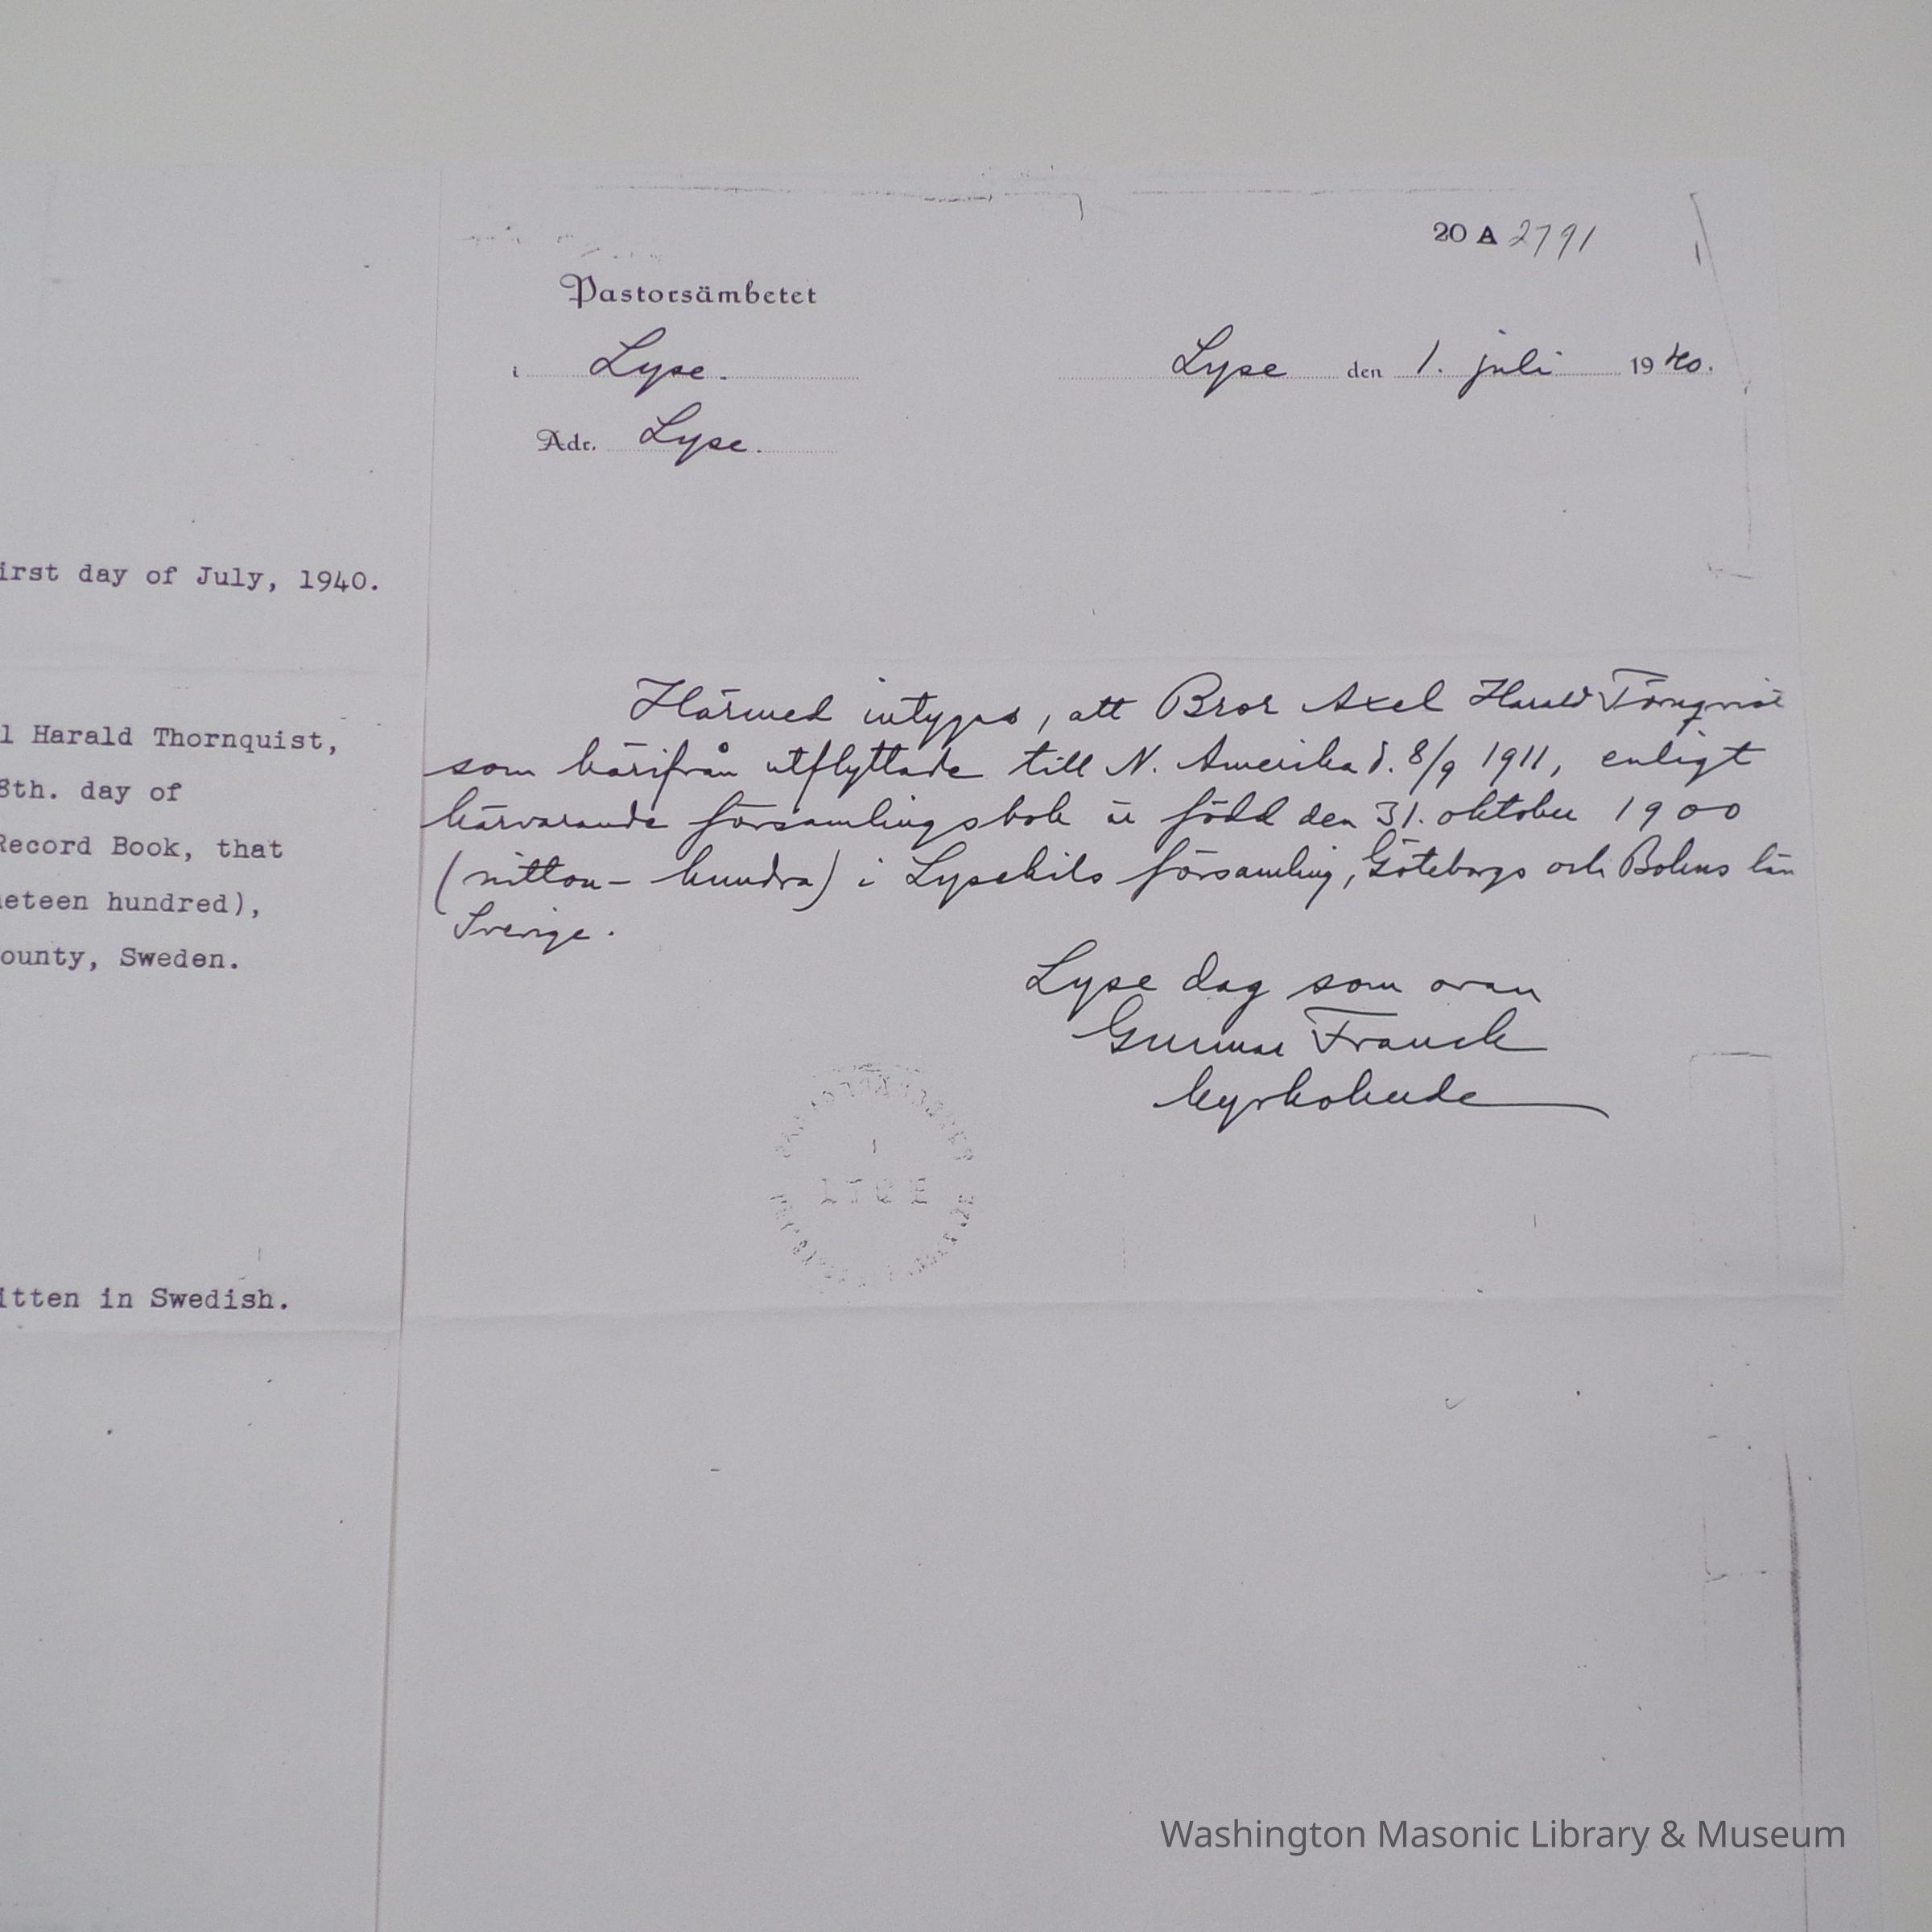 irst day of July, 1940.
l Harald Thornquist,
8th. day of
Record Book, that
eteen hundred),
ounty, Sweden.
itten in Swedish.
20 A 2791
Pastorsämbetet
i Lyse.
Lyse den 1. juli 1940.
Adr. Lyse.
Härmed intygas, att Bror Axel Harald Törnqvist
som härifrån utflyttade till N. Amerika d. 8/9 1911, enligt
härvarande församlingsbok är född den 31. oktober 1900
(nitton- hundra) i Lysekils församling, Göteborgs och Bohus län
Sverige.
Lyse dag som ovan
Gunnar Franck
kyrkoherde
LYSE
Washington Masonic Library & Museum